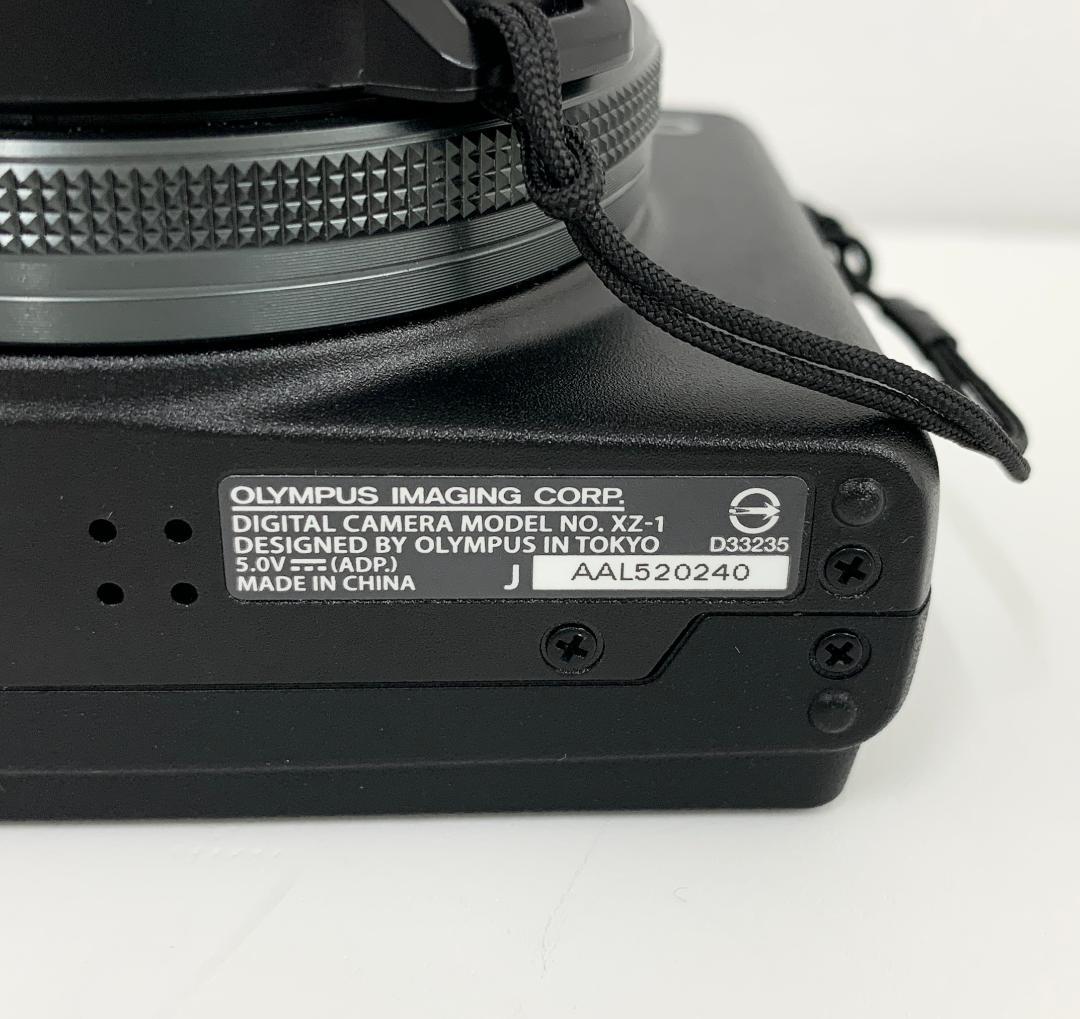 OLYMPUS IMAGING CORP.
DIGITAL CAMERA MODEL NO. XZ-1
DESIGNED BY OLYMPUS IN TOKYO
D33235
5.0V⎓(ADP.)
MADE IN CHINA
J AAL520240